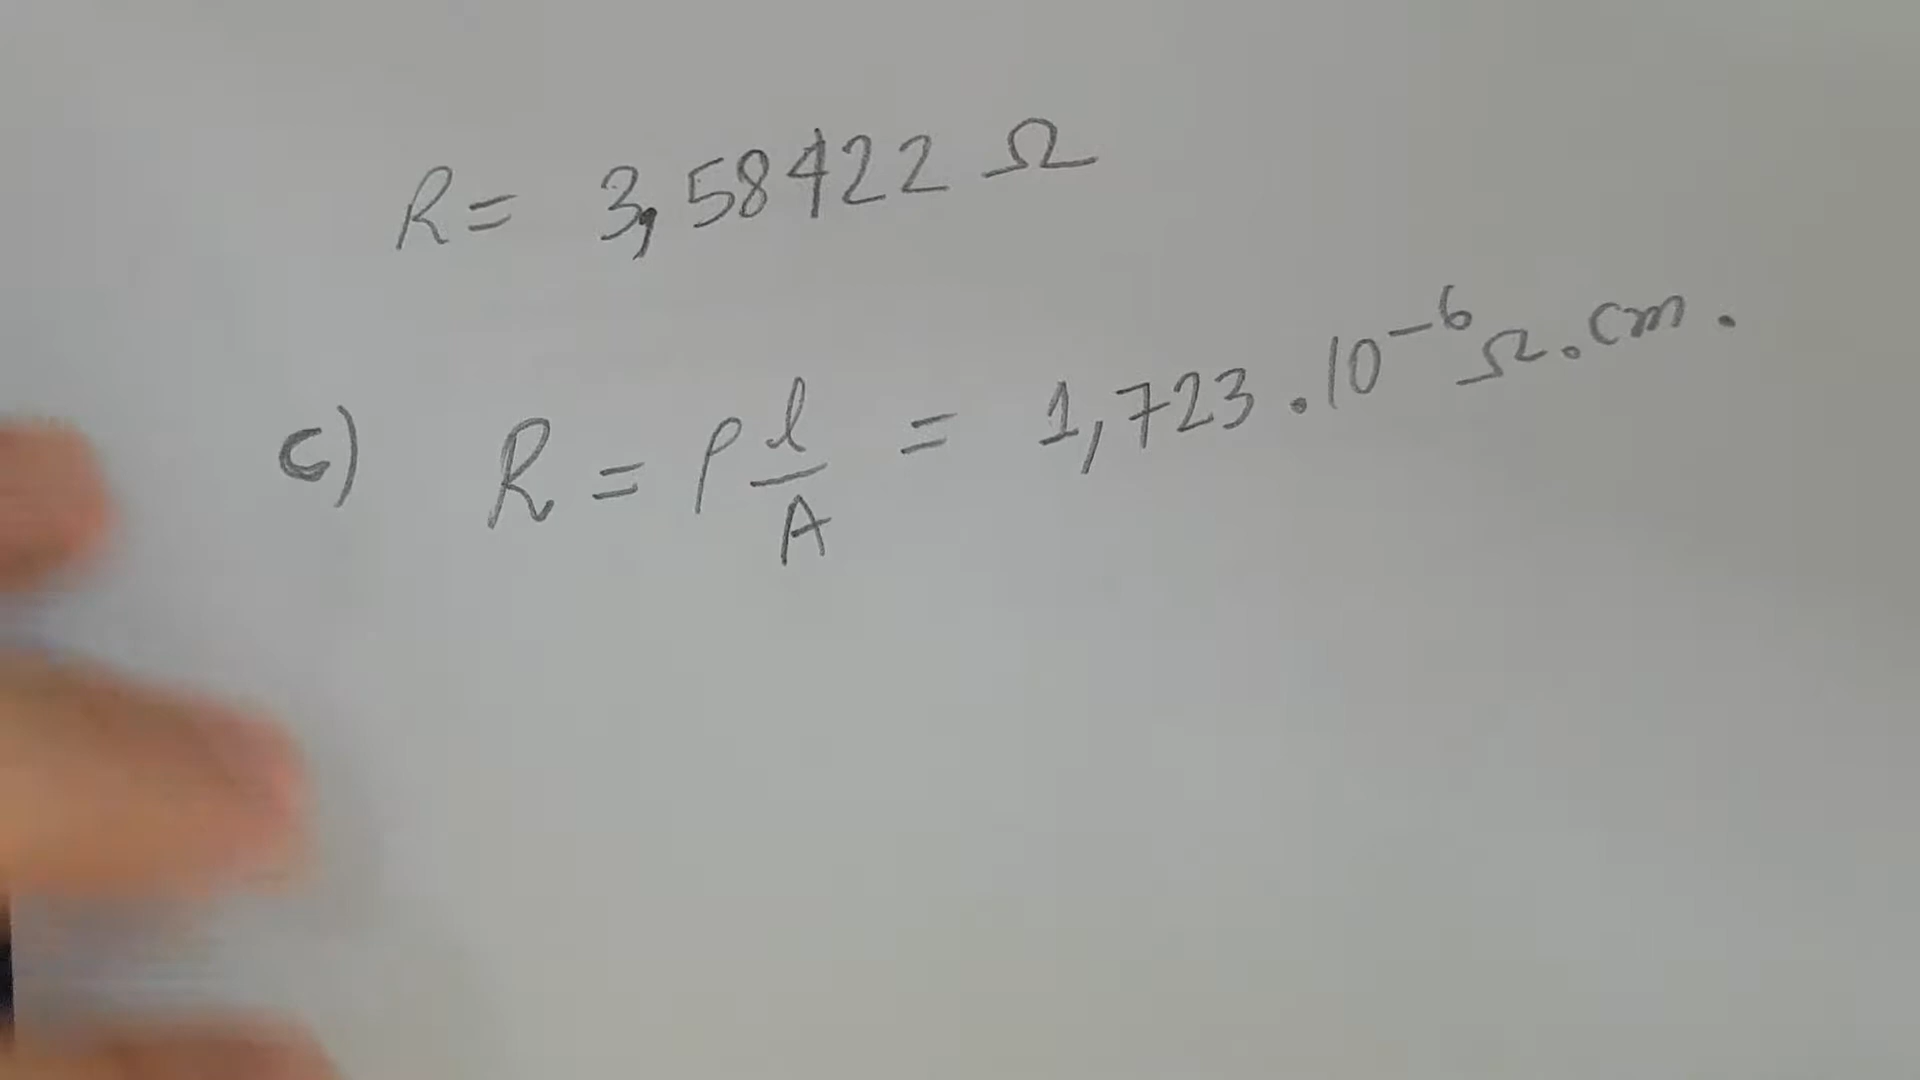 R = 3,58422 Ω
c) R = ρ l/A = 1,723 . 10⁻⁶ Ω . cm .